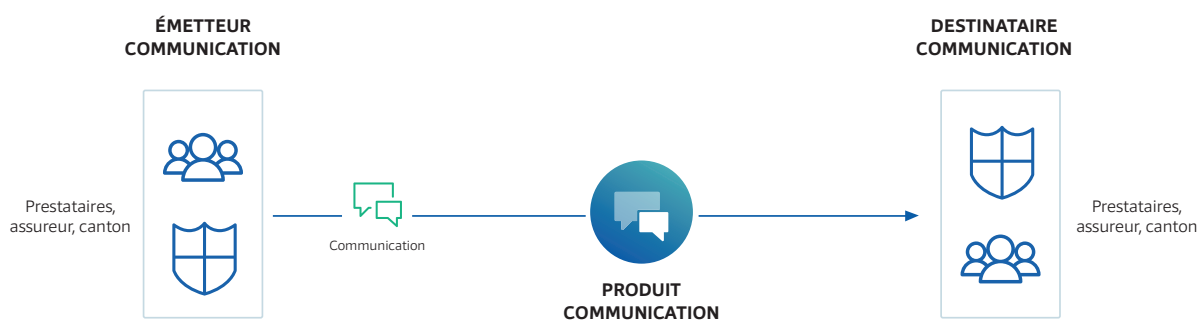 ÉMETTEUR
COMMUNICATION
DESTINATAIRE
COMMUNICATION
Prestataires,
assureur, canton
Communication
Prestataires,
assureur, canton
PRODUIT
COMMUNICATION